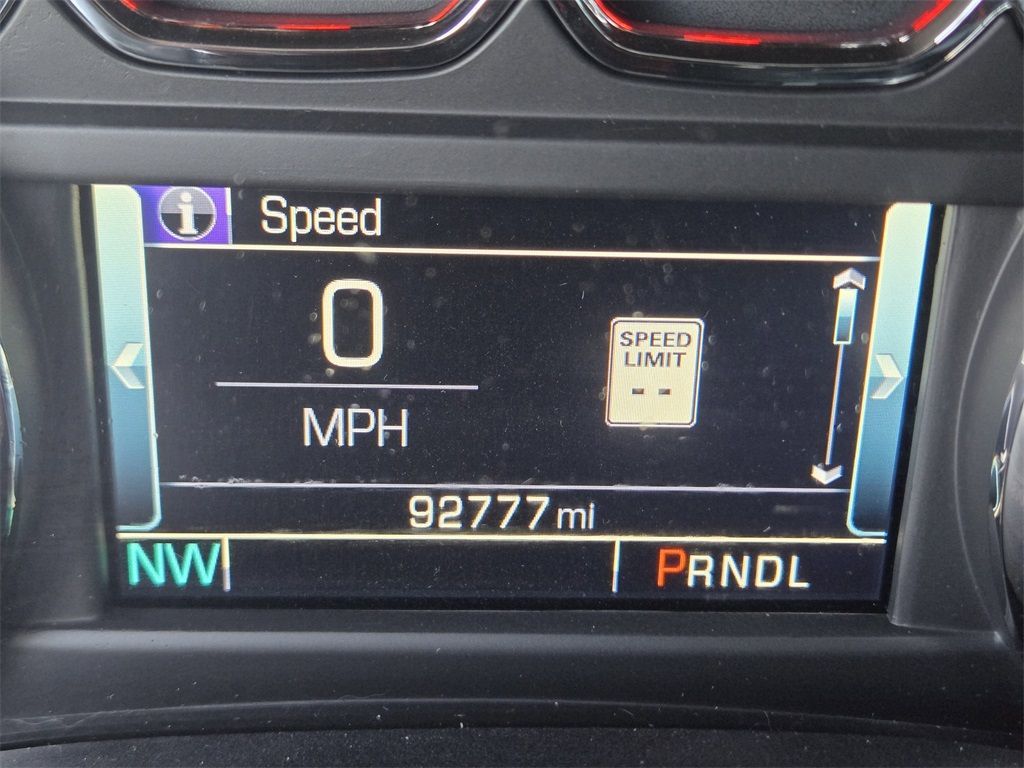 i Speed
0
SPEED
LIMIT
--
MPH
92777 mi
NW PRNDL